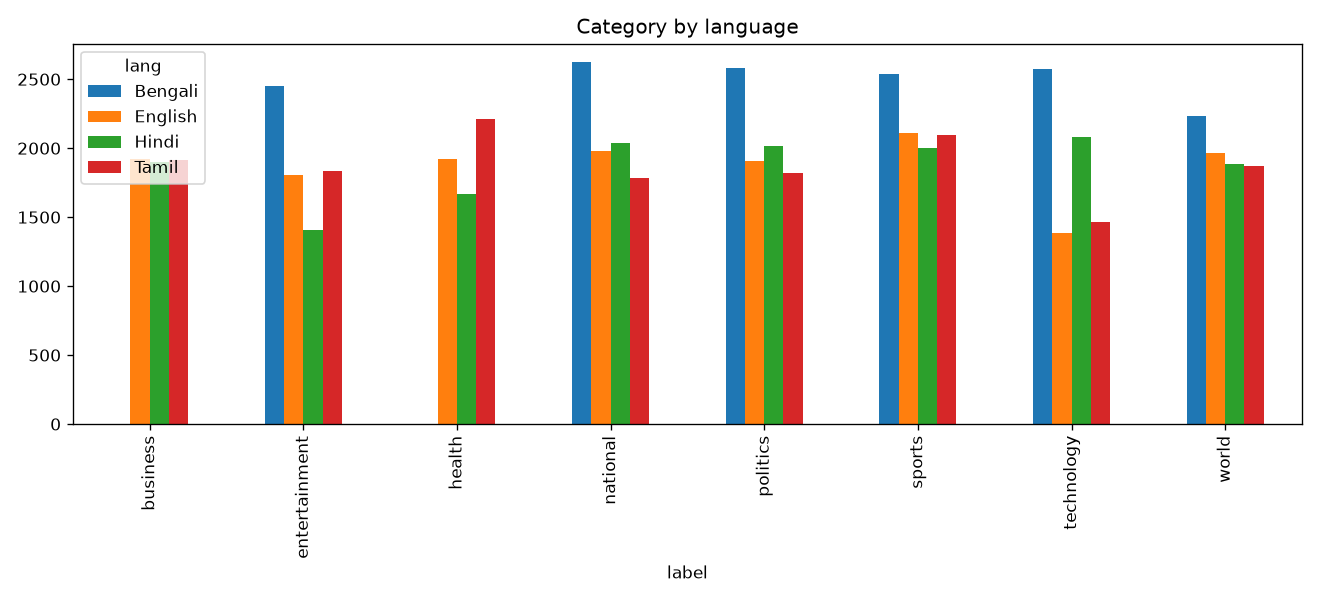 Category by language
lang
Bengali
English
Hindi
Tamil
2500
2000
1500
1000
500
0
business
entertainment
health
national
politics
sports
technology
world
label